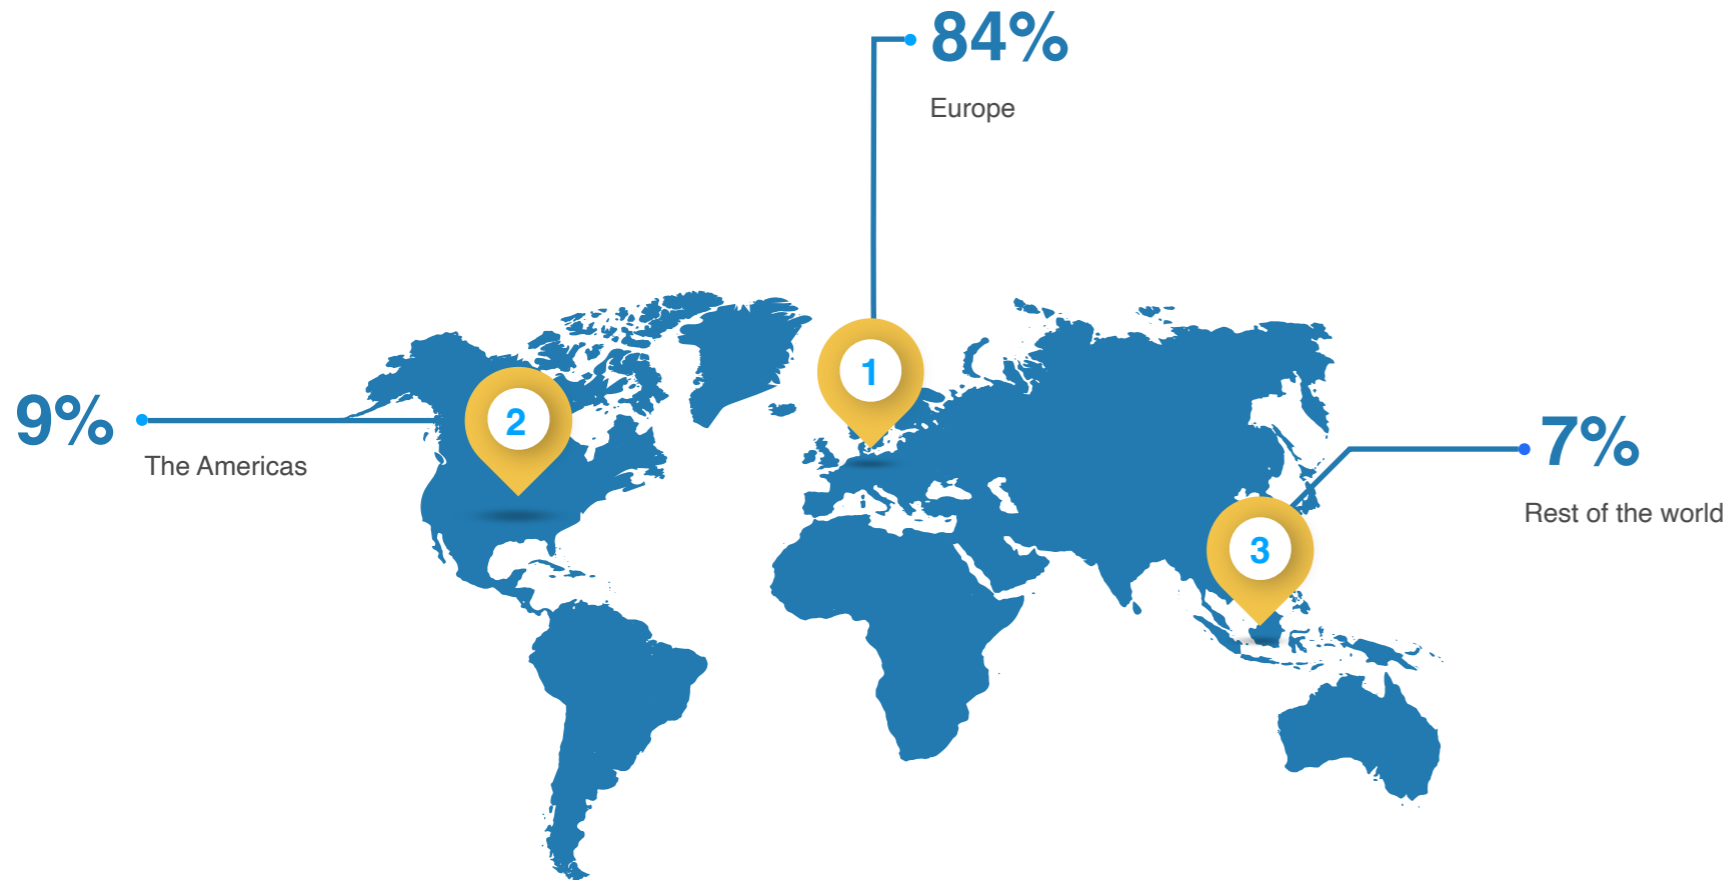 84%
Europe
1
9%
The Americas
2
7%
Rest of the world
3